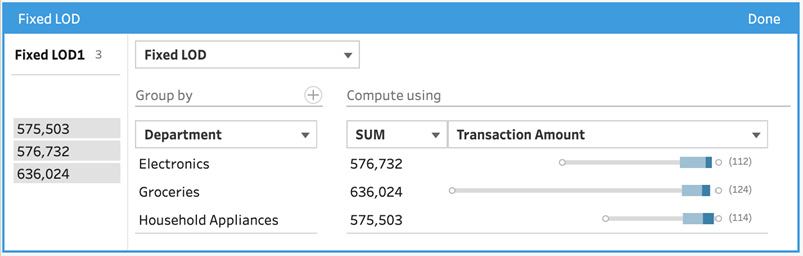 Fixed LOD Done
Fixed LOD1 3 Fixed LOD
Group by Compute using
Department SUM Transaction Amount
575,503
576,732
636,024
Electronics 576,732 (112)
Groceries 636,024 (124)
Household Appliances 575,503 (114)